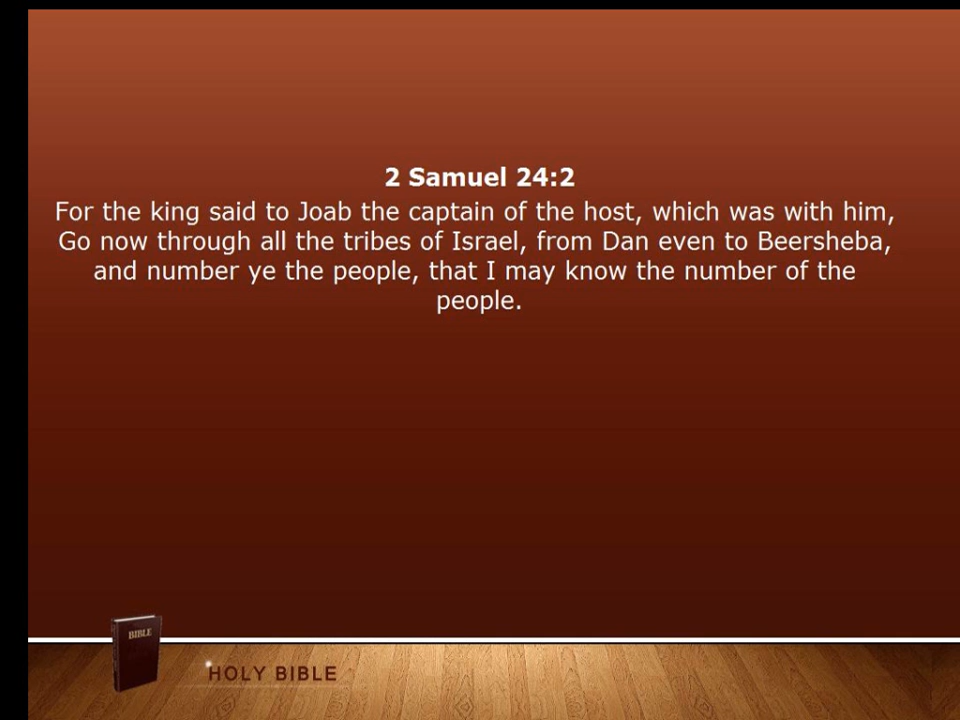 2 Samuel 24:2
For the king said to Joab the captain of the host, which was with him,
Go now through all the tribes of Israel, from Dan even to Beersheba,
and number ye the people, that I may know the number of the
people.
BIBLE
HOLY BIBLE